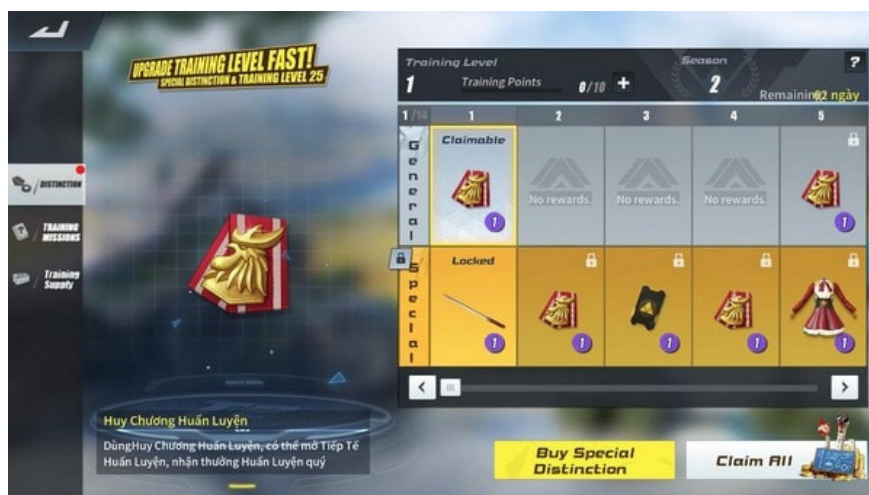 UPGRADE TRAINING LEVEL FAST!
SPECIAL DISTINCTION & TRAINING LEVEL 25
Training Level
1
Training Points
0/10
+
Season
2
?
Remaining 92 ngày
1/14
1
2
3
4
5
DISTINCTION
TRAINING
MISSIONS
Training
Supply
General
Claimable
1
No rewards.
No rewards.
No rewards.
1
Special
Locked
1
1
1
1
1
Huy Chương Huấn Luyện
DùngHuy Chương Huấn Luyện, có thể mở Tiếp Tế
Huấn Luyện, nhận thưởng Huấn Luyện quý
Buy Special
Distinction
Claim All